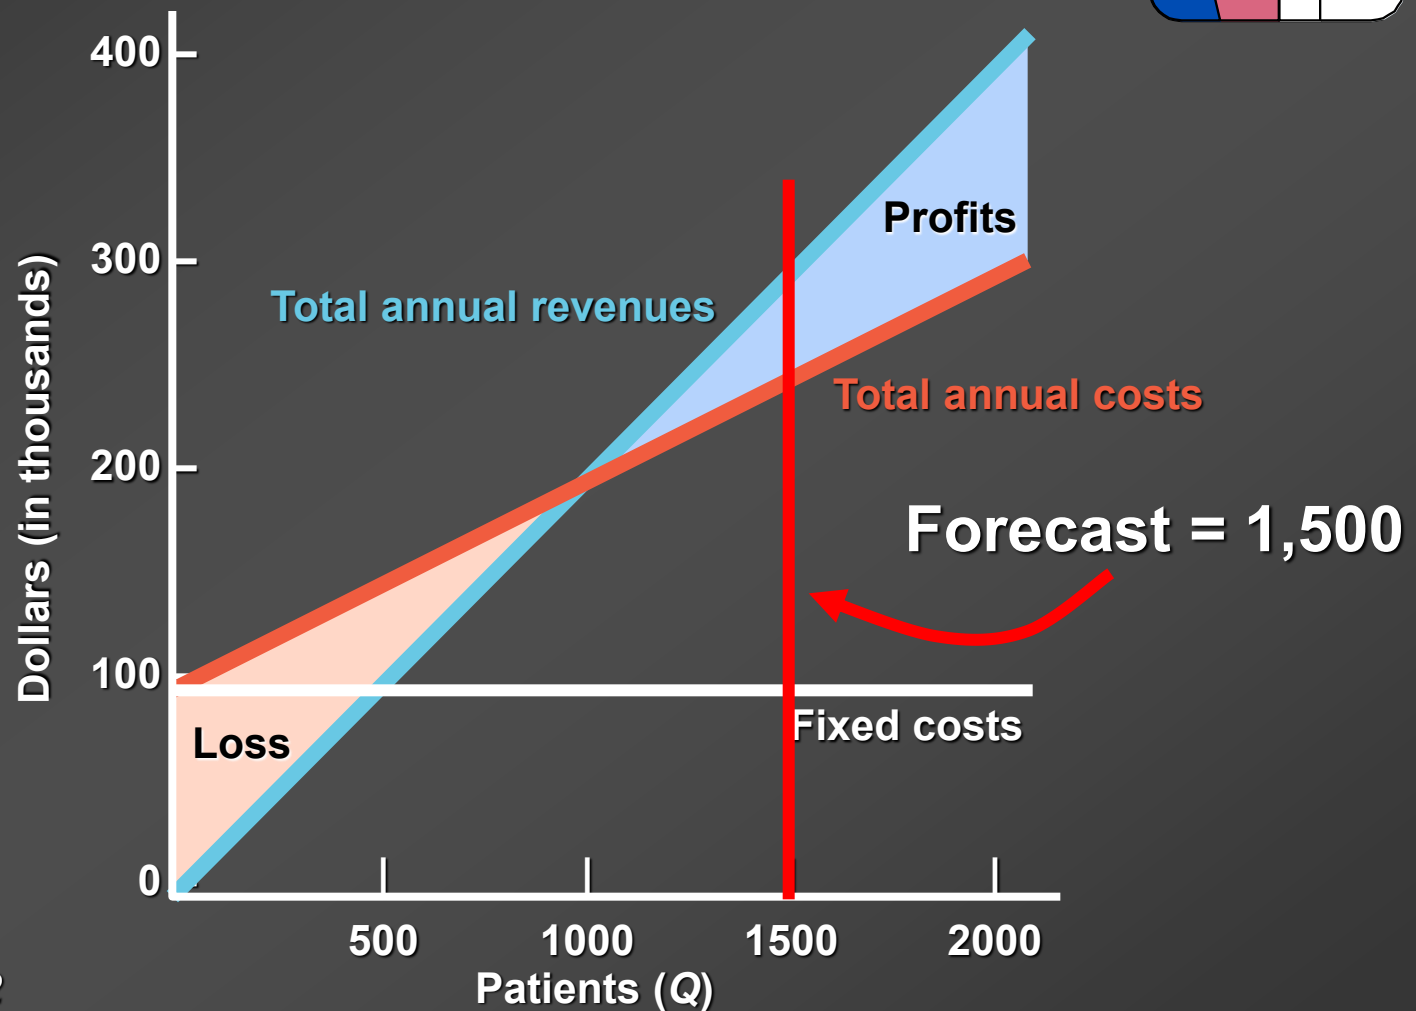 400
300
200
100
0
Dollars (in thousands)
Total annual revenues
Profits
Total annual costs
Forecast = 1,500
Fixed costs
Loss
500 1000 1500 2000
Patients (Q)